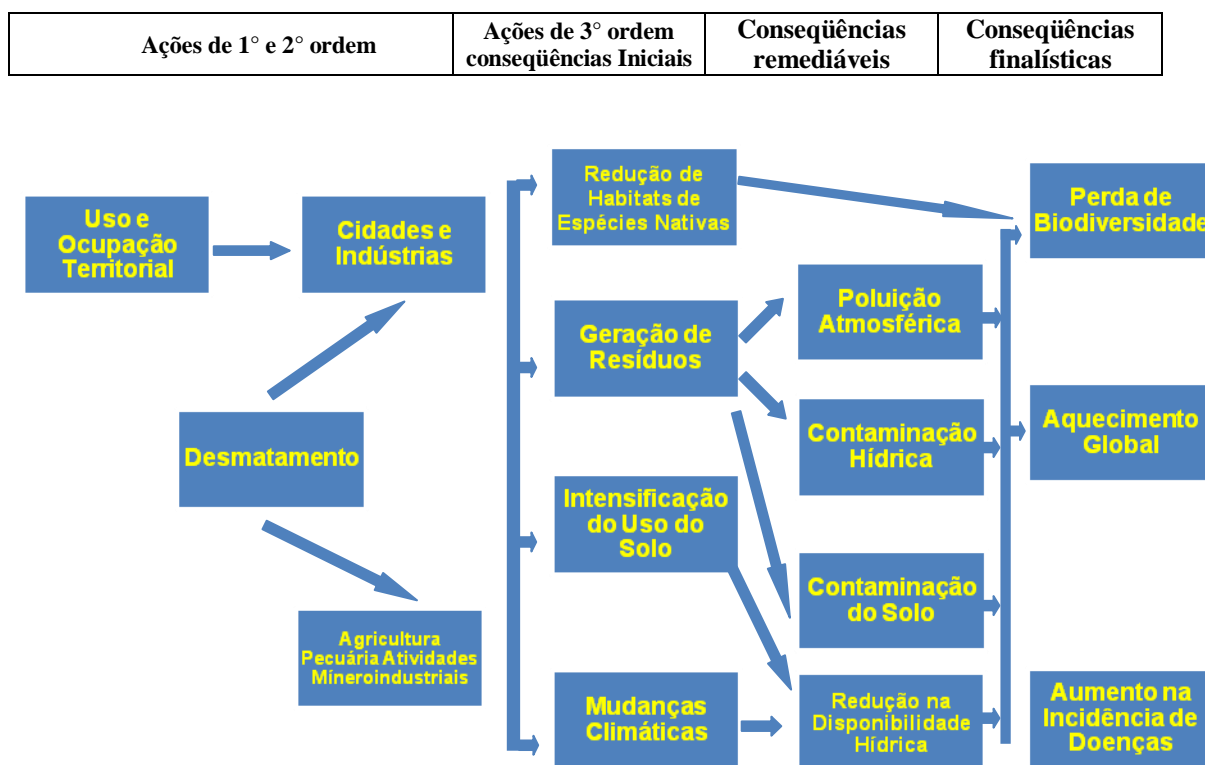 Ações de 1° e 2° ordem
Ações de 3° ordem
conseqüências Iniciais
Conseqüências
remediáveis
Conseqüências
finalísticas
Uso e
Ocupação
Territorial
Cidades e
Indústrias
Desmatamento
Agricultura
Pecuária Atividades
Mineroindustriais
Redução de
Habitats de
Espécies Nativas
Geração de
Resíduos
Intensificação
do Uso do
Solo
Mudanças
Climáticas
Poluição
Atmosférica
Contaminação
Hídrica
Contaminação
do Solo
Redução na
Disponibilidade
Hídrica
Perda de
Biodiversidade
Aquecimento
Global
Aumento na
Incidência de
Doenças